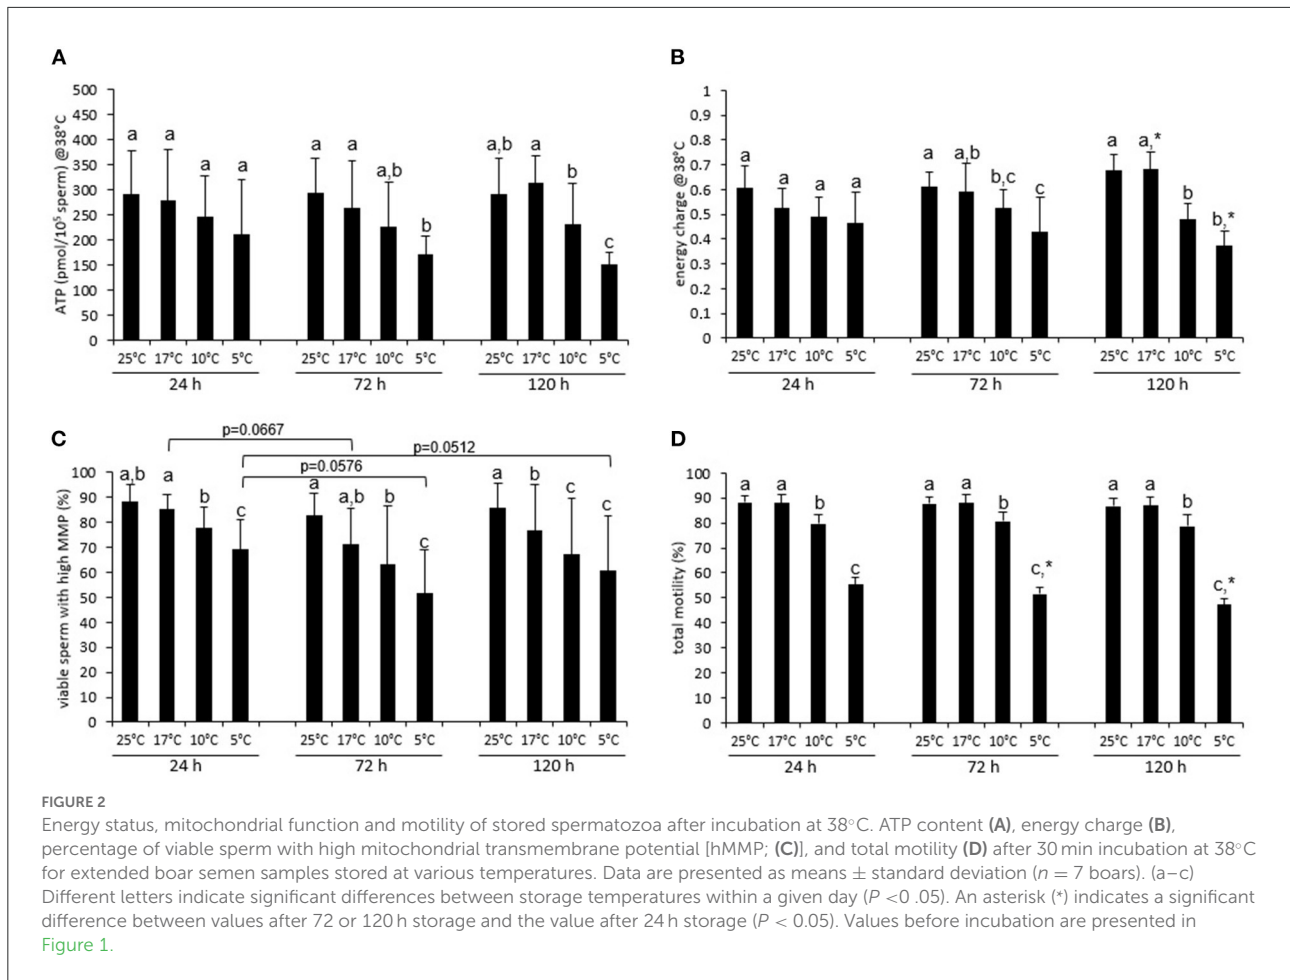 A
500
450
400
350
300
250
200
150
100
50
0
ATP (pmol/10⁵ sperm) @38°C
a a a a
a a a,b b
a,b a b c
25°C 17°C 10°C 5°C 25°C 17°C 10°C 5°C 25°C 17°C 10°C 5°C
24 h 72 h 120 h
B
1
0.9
0.8
0.7
0.6
0.5
0.4
0.3
0.2
0.1
0
energy charge @38°C
a a a a
a a,b b,c c
a a,* b b,*
25°C 17°C 10°C 5°C 25°C 17°C 10°C 5°C 25°C 17°C 10°C 5°C
24 h 72 h 120 h
C
p=0.0667
p=0.0512
p=0.0576
100
90
80
70
60
50
40
30
20
10
0
viable sperm with high MMP (%)
a,b a b c
a a,b b c
a b c c
25°C 17°C 10°C 5°C 25°C 17°C 10°C 5°C 25°C 17°C 10°C 5°C
24 h 72 h 120 h
D
100
90
80
70
60
50
40
30
20
10
0
total motility (%)
a a b c
a a b c,*
a a b c,*
25°C 17°C 10°C 5°C 25°C 17°C 10°C 5°C 25°C 17°C 10°C 5°C
24 h 72 h 120 h
FIGURE 2
Energy status, mitochondrial function and motility of stored spermatozoa after incubation at 38°C. ATP content (A), energy charge (B),
percentage of viable sperm with high mitochondrial transmembrane potential [hMMP; (C)], and total motility (D) after 30 min incubation at 38°C
for extended boar semen samples stored at various temperatures. Data are presented as means ± standard deviation (n = 7 boars). (a–c)
Different letters indicate significant differences between storage temperatures within a given day (P <0 .05). An asterisk (*) indicates a significant
difference between values after 72 or 120 h storage and the value after 24 h storage (P < 0.05). Values before incubation are presented in
Figure 1.